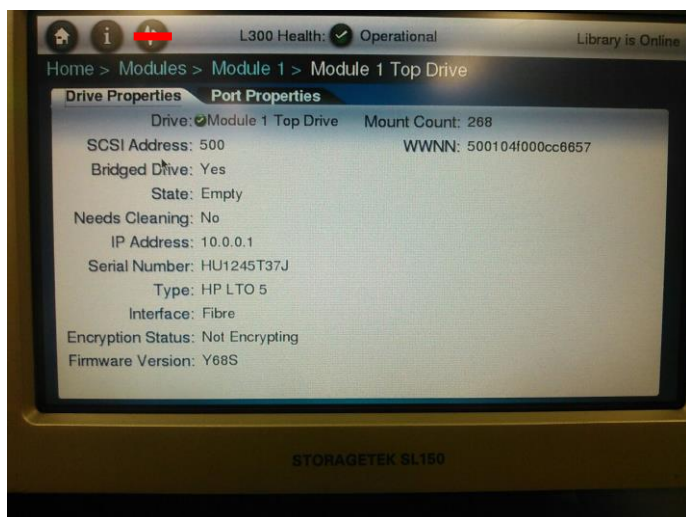 L300 Health: Operational Library is Online
Home > Modules > Module 1 > Module 1 Top Drive
Drive Properties Port Properties
Drive: Module 1 Top Drive Mount Count: 268
SCSI Address: 500 WWNN: 500104f000cc6657
Bridged Drive: Yes
State: Empty
Needs Cleaning: No
IP Address: 10.0.0.1
Serial Number: HU1245T37J
Type: HP LTO 5
Interface: Fibre
Encryption Status: Not Encrypting
Firmware Version: Y68S
STORAGETEK SL150